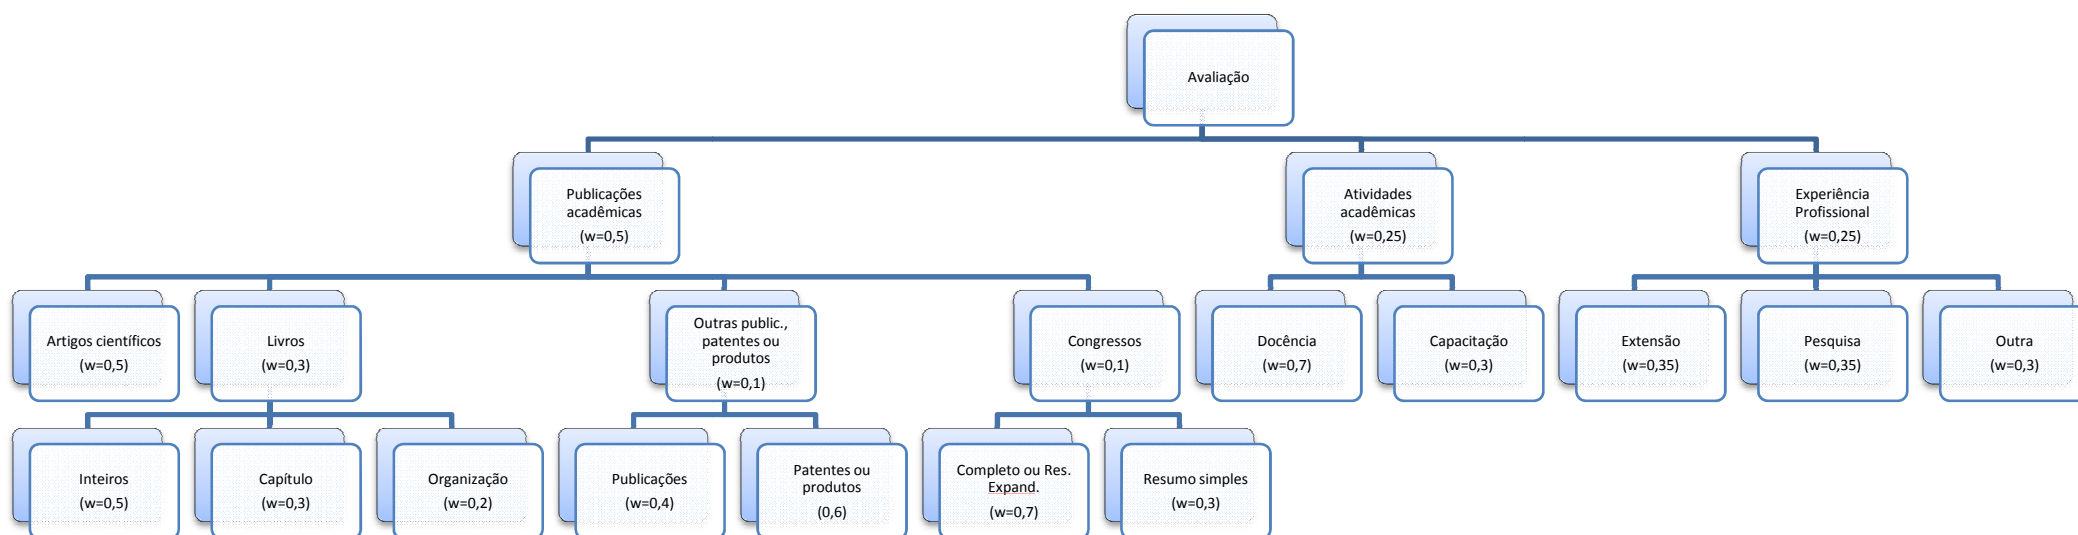 Avaliação
Publicações
acadêmicas
(w=0,5)
Atividades
acadêmicas
(w=0,25)
Experiência
Profissional
(w=0,25)
Artigos científicos
(w=0,5)
Livros
(w=0,3)
Outras public.,
patentes ou
produtos
(w=0,1)
Congressos
(w=0,1)
Docência
(w=0,7)
Capacitação
(w=0,3)
Extensão
(w=0,35)
Pesquisa
(w=0,35)
Outra
(w=0,3)
Inteiros
(w=0,5)
Capítulo
(w=0,3)
Organização
(w=0,2)
Publicações
(w=0,4)
Patentes ou
produtos
(0,6)
Completo ou Res.
Expand.
(w=0,7)
Resumo simples
(w=0,3)